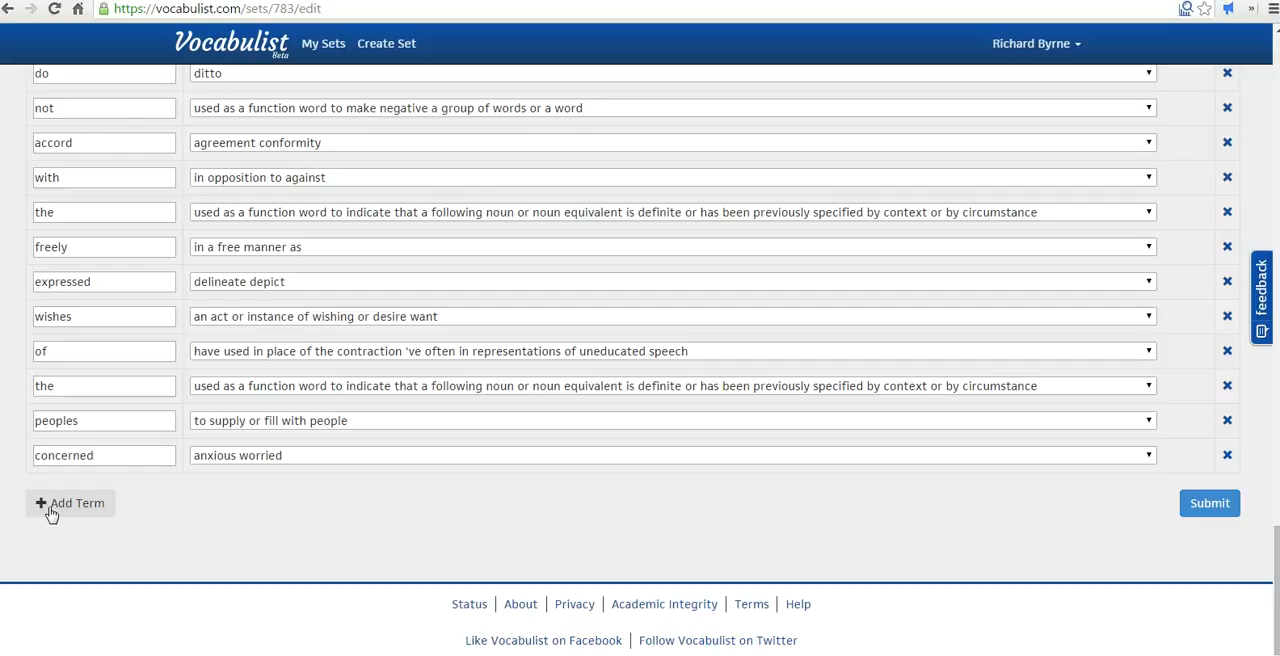 https://vocabulist.com/sets/783/edit
»
Vocabulist
Beta
My Sets
Create Set
Richard Byrne
do
ditto
not
used as a function word to make negative a group of words or a word
accord
agreement conformity
with
in opposition to against
the
used as a function word to indicate that a following noun or noun equivalent is definite or has been previously specified by context or by circumstance
freely
in a free manner as
expressed
delineate depict
wishes
an act or instance of wishing or desire want
of
have used in place of the contraction 've often in representations of uneducated speech
the
used as a function word to indicate that a following noun or noun equivalent is definite or has been previously specified by context or by circumstance
peoples
to supply or fill with people
concerned
anxious worried
feedback
Add Term
Submit
Status | About | Privacy | Academic Integrity | Terms | Help
Like Vocabulist on Facebook | Follow Vocabulist on Twitter